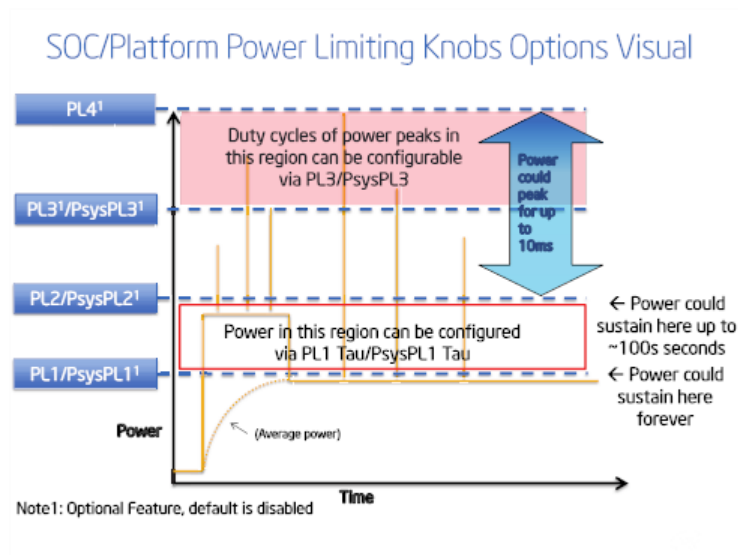 SOC/Platform Power Limiting Knobs Options Visual
PL4¹
Duty cycles of power peaks in
this region can be configurable
via PL3/PsysPL3
Power
could
peak
for up
to
10ms
PL3¹/PsysPL3¹
PL2/PsysPL2¹
← Power could
sustain here up to
~100s seconds
Power in this region can be configured
via PL1 Tau/PsysPL1 Tau
PL1/PsysPL1¹
← Power could
sustain here
forever
Power
(Average power)
Time
Note1: Optional Feature, default is disabled